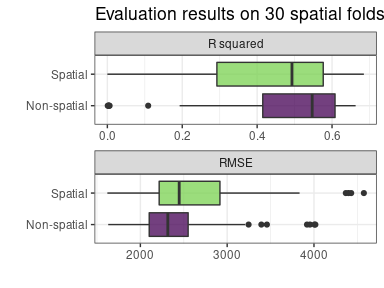 Evaluation results on 30 spatial folds
R squared
Spatial
Non-spatial
0.0 0.2 0.4 0.6
RMSE
Spatial
Non-spatial
2000 3000 4000